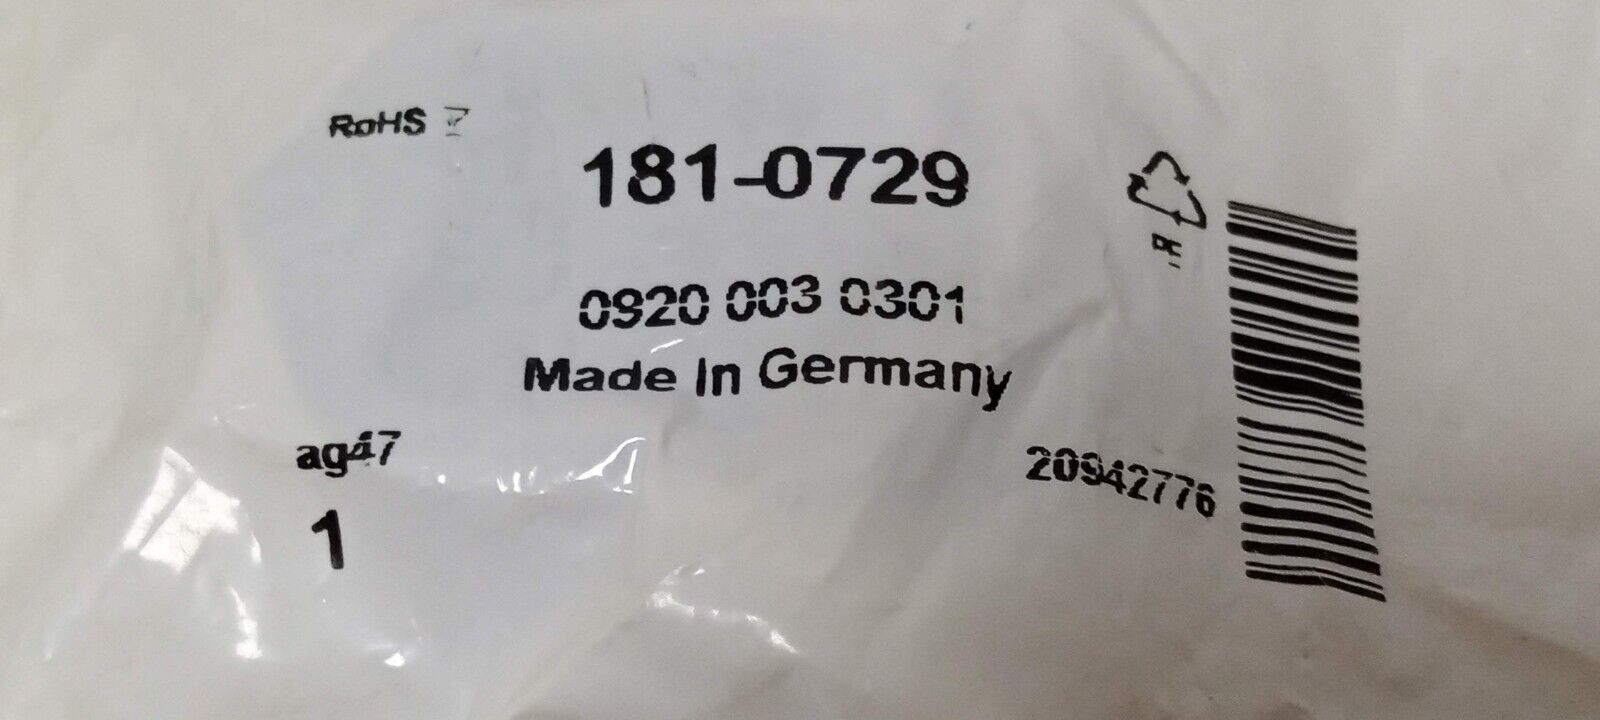 RoHS
181-0729
PE
0920 003 0301
Made In Germany
ag47
20942776
1